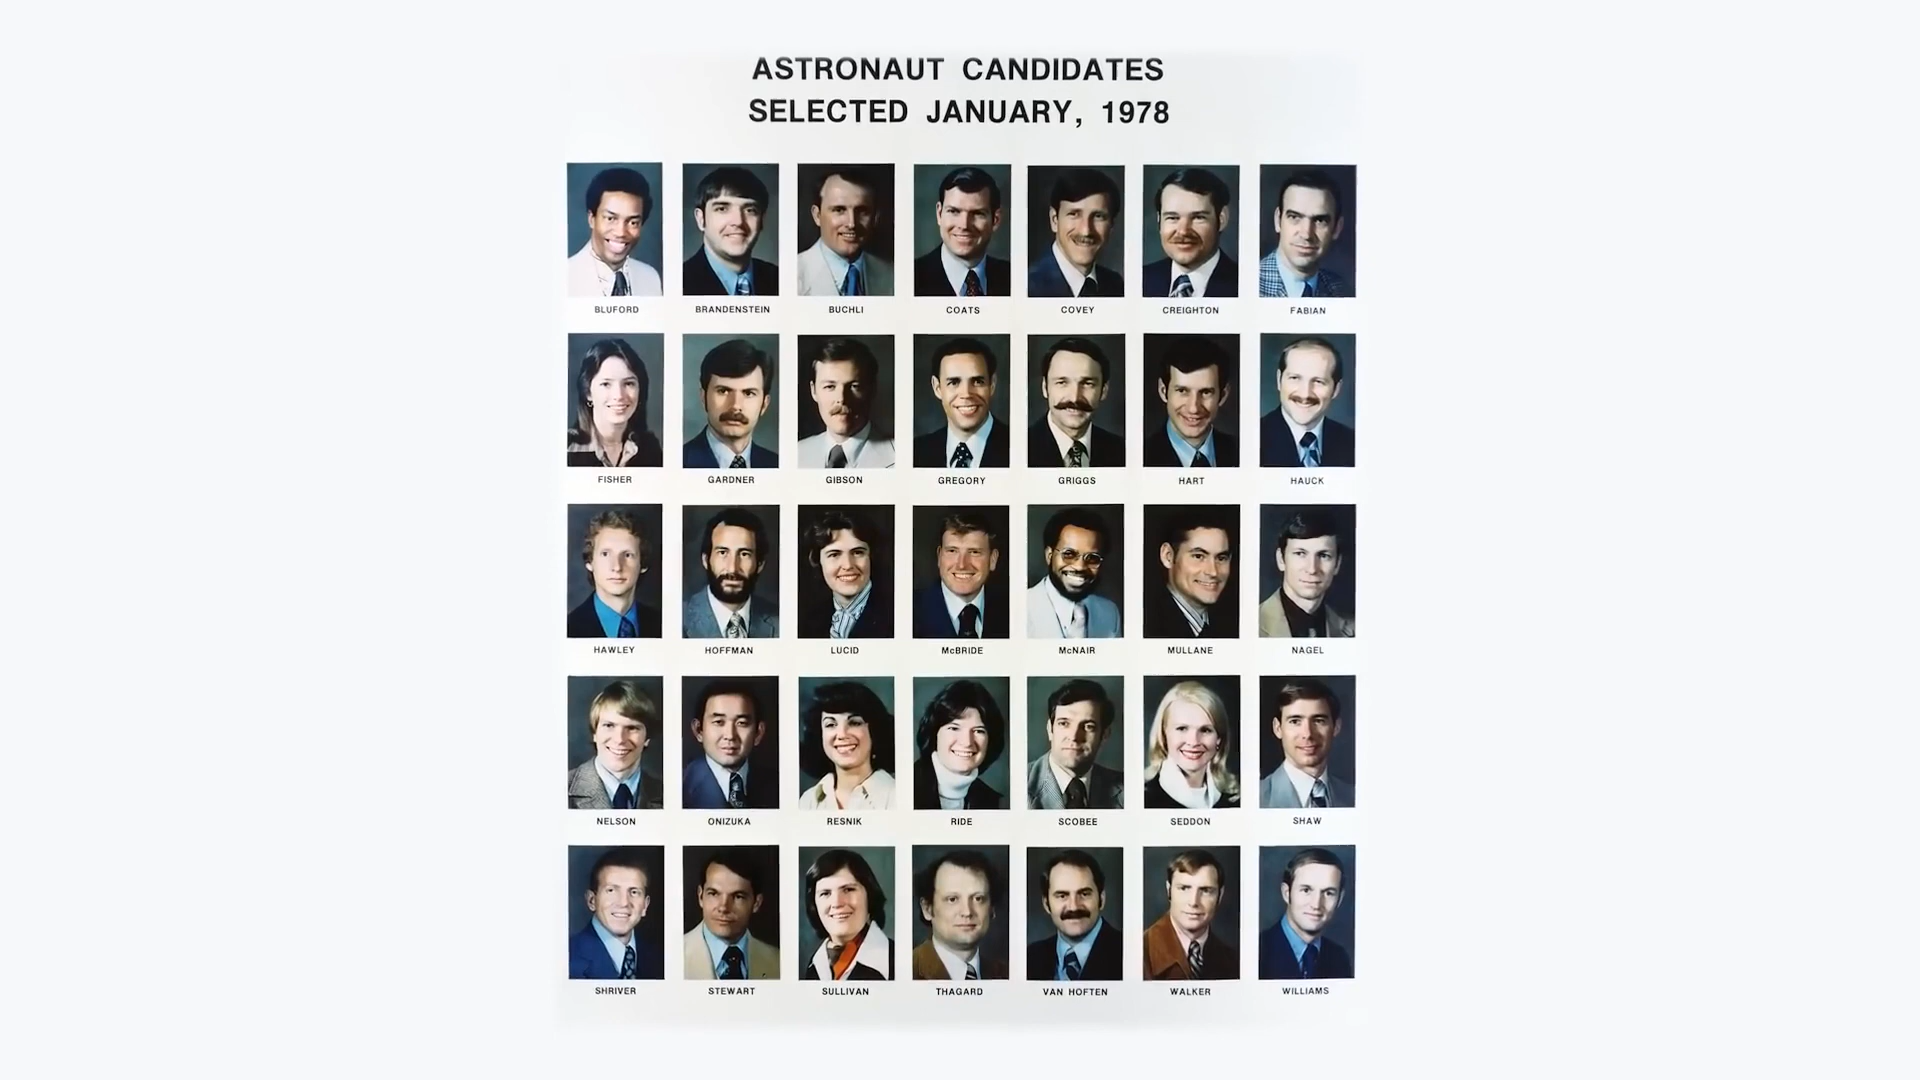 ASTRONAUT CANDIDATES
SELECTED JANUARY, 1978
BLUFORD BRANDENSTEIN BUCHLI COATS COVEY CREIGHTON FABIAN
FISHER GARDNER GIBSON GREGORY GRIGGS HART HAUCK
HAWLEY HOFFMAN LUCID McBRIDE McNAIR MULLANE NAGEL
NELSON ONIZUKA RESNIK RIDE SCOBEE SEDDON SHAW
SHRIVER STEWART SULLIVAN THAGARD VAN HOFTEN WALKER WILLIAMS